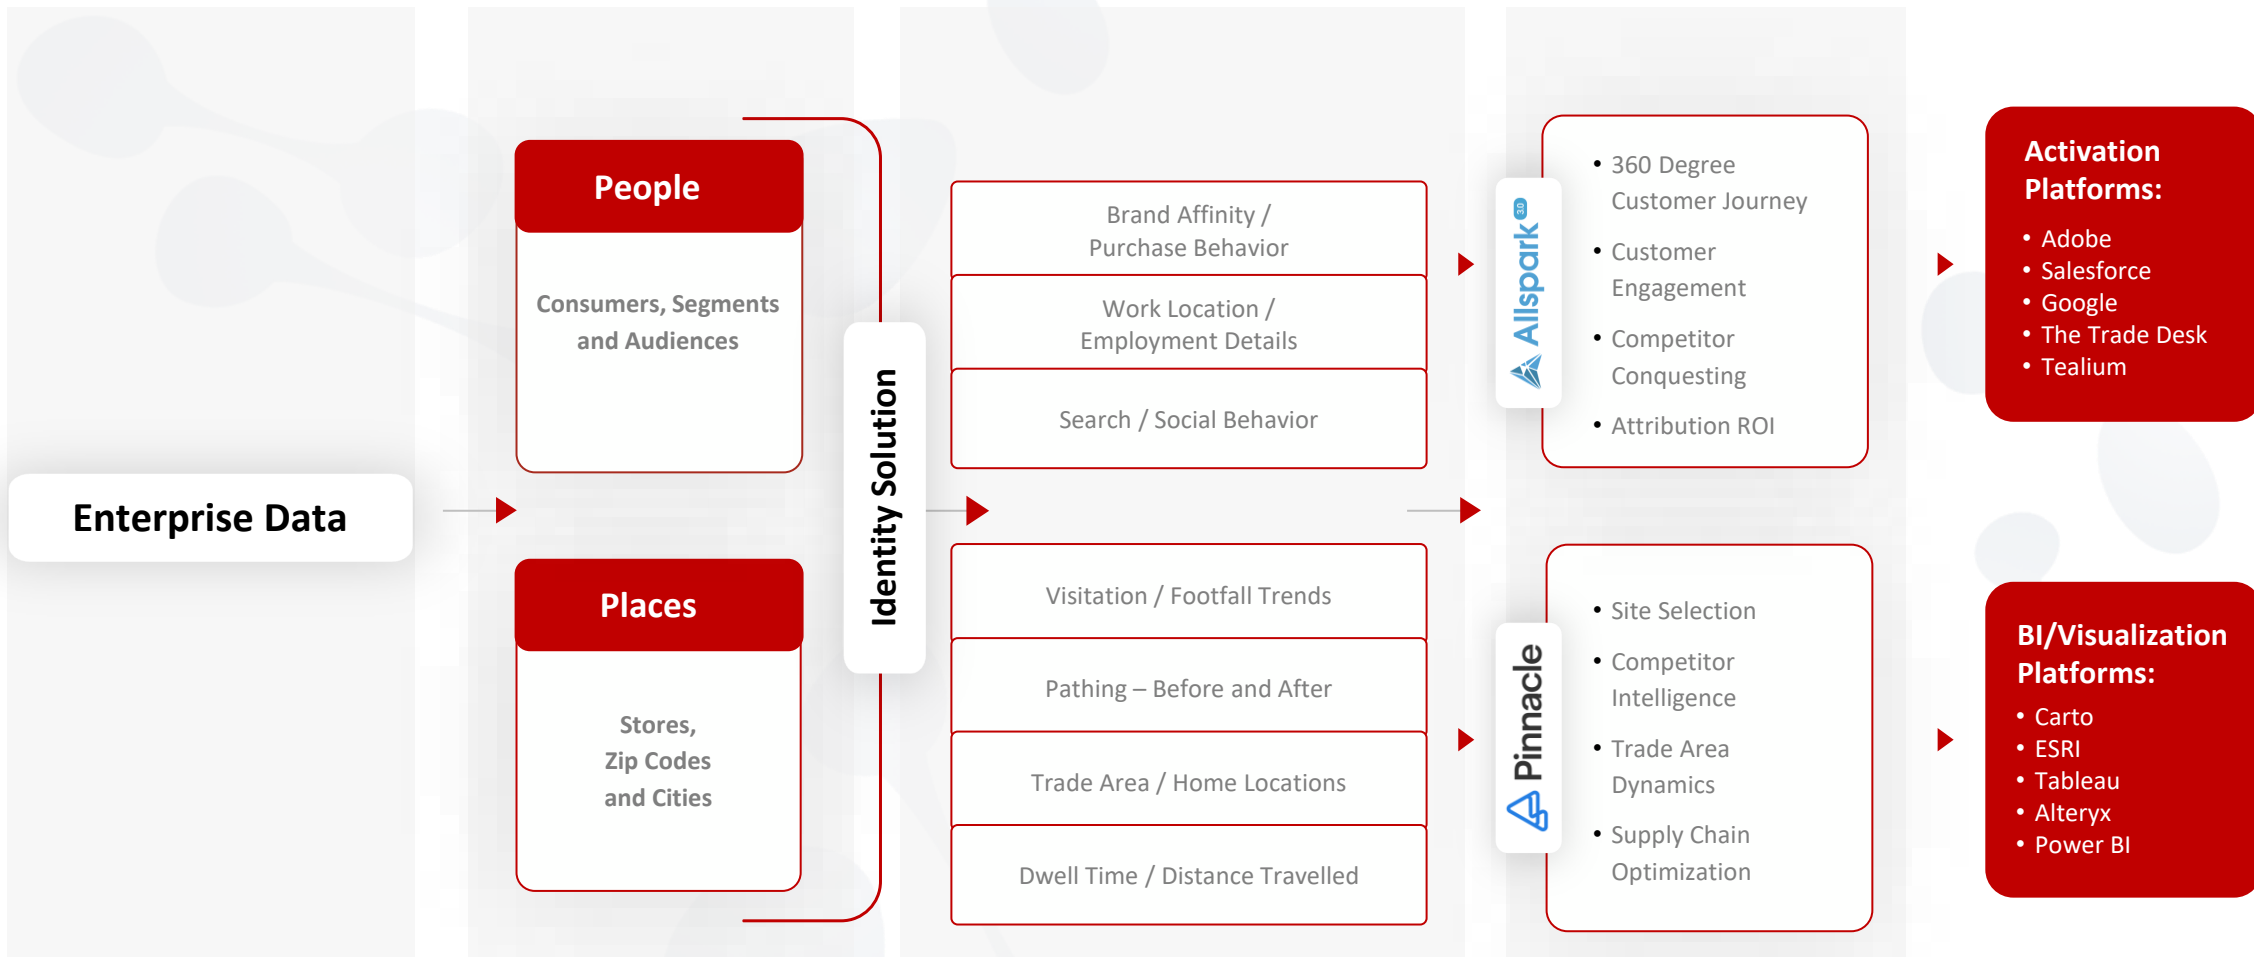 Enterprise Data
People
Consumers, Segments
and Audiences
Places
Stores,
Zip Codes
and Cities
Identity Solution
Brand Affinity /
Purchase Behavior
Work Location /
Employment Details
Search / Social Behavior
Visitation / Footfall Trends
Pathing – Before and After
Trade Area / Home Locations
Dwell Time / Distance Travelled
Allspark 3.0
• 360 Degree
Customer Journey
• Customer
Engagement
• Competitor
Conquesting
• Attribution ROI
Pinnacle
• Site Selection
• Competitor
Intelligence
• Trade Area
Dynamics
• Supply Chain
Optimization
Activation
Platforms:
• Adobe
• Salesforce
• Google
• The Trade Desk
• Tealium
BI/Visualization
Platforms:
• Carto
• ESRI
• Tableau
• Alteryx
• Power BI